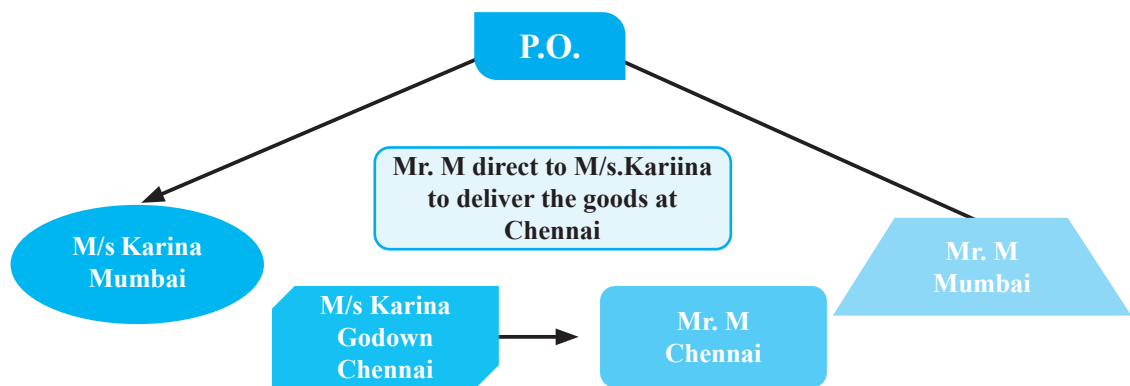 P.O.
Mr. M direct to M/s.Kariina
to deliver the goods at
Chennai
M/s Karina
Mumbai
Mr. M
Mumbai
M/s Karina
Godown
Chennai
Mr. M
Chennai